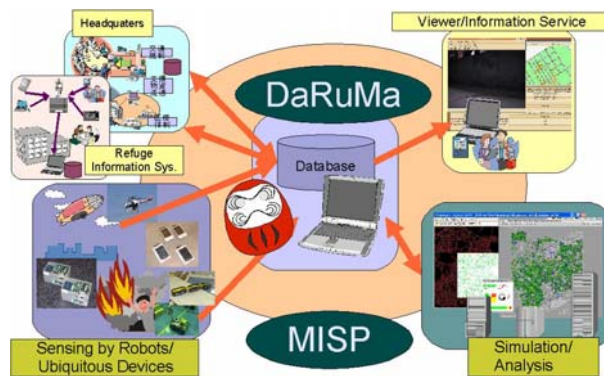 Headquaters
Viewer/Information Service
DaRuMa
Refuge
Information Sys.
Database
MISP
Sensing by Robots/
Ubiquitous Devices
Simulation/
Analysis